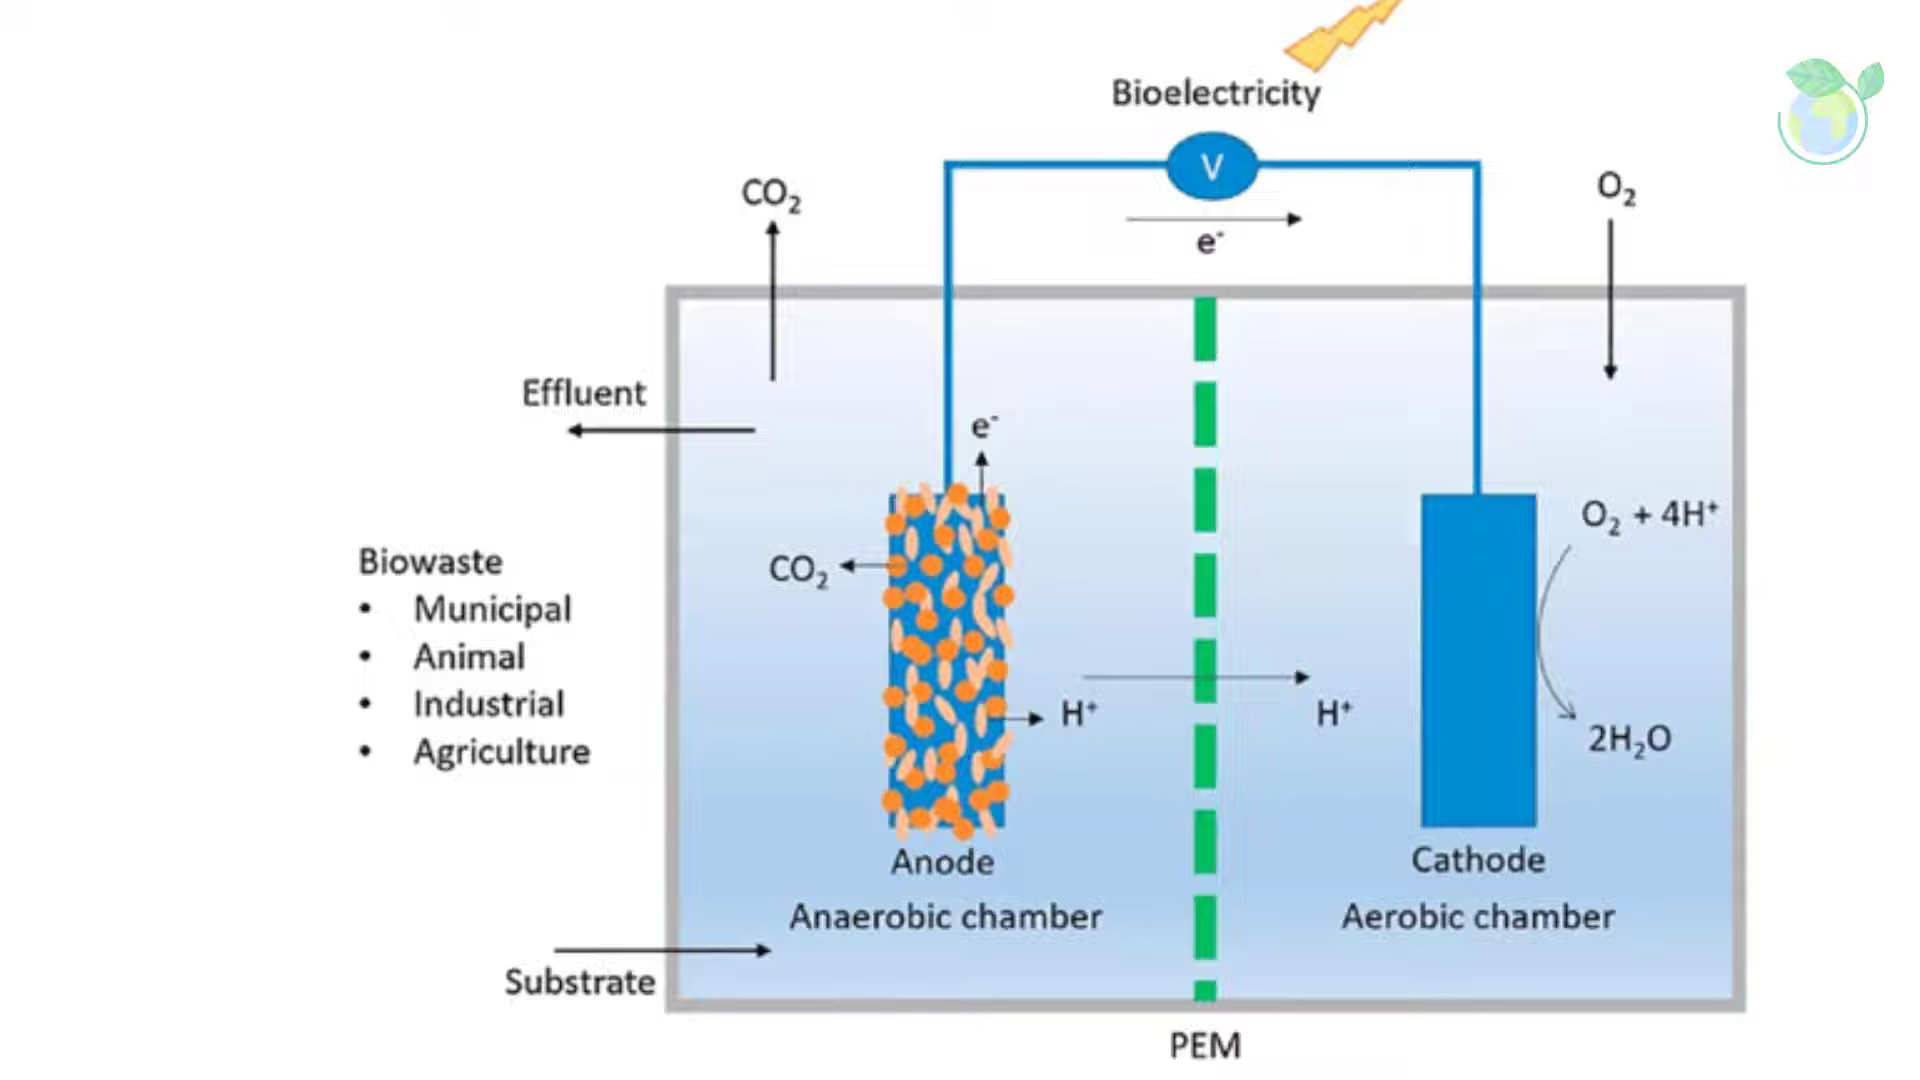 Bioelectricity
V
CO₂
O₂
e⁻
Effluent
e⁻
O₂ + 4H⁺
Biowaste
CO₂
• Municipal
• Animal
• Industrial
H⁺
H⁺
2H₂O
• Agriculture
Anode
Cathode
Anaerobic chamber
Aerobic chamber
Substrate
PEM